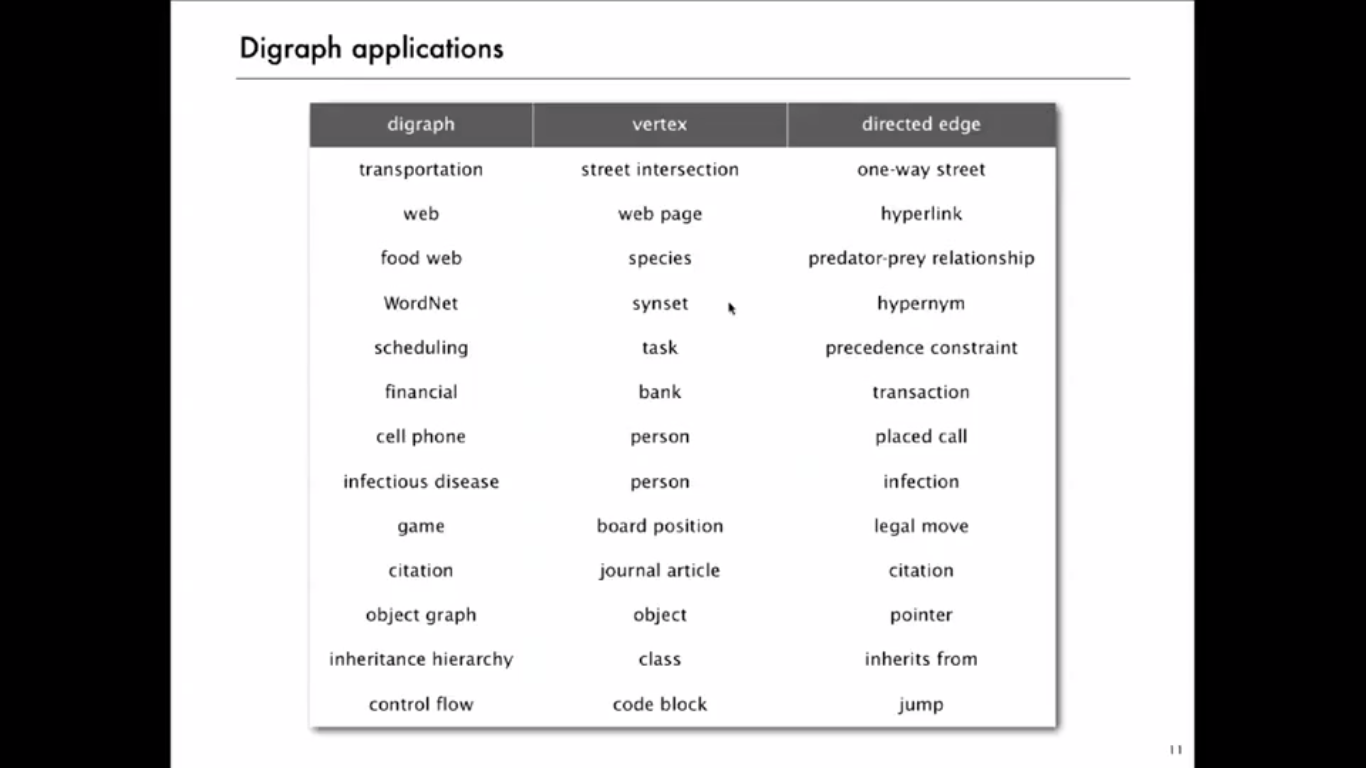 Digraph applications
digraph vertex directed edge
transportation street intersection one-way street
web web page hyperlink
food web species predator-prey relationship
WordNet synset hypernym
scheduling task precedence constraint
financial bank transaction
cell phone person placed call
infectious disease person infection
game board position legal move
citation journal article citation
object graph object pointer
inheritance hierarchy class inherits from
control flow code block jump
11